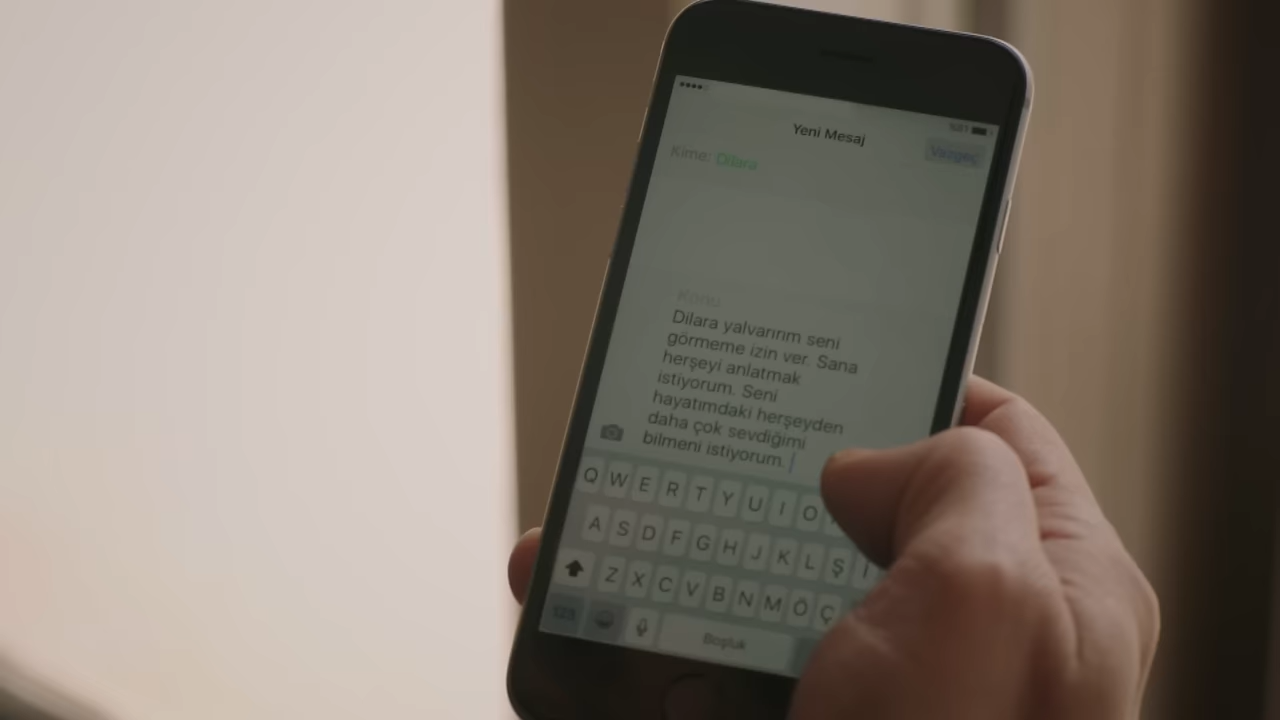 Yeni Mesaj
Vazgeç
Kime: Dilara
Konu
Dilara yalvarırım seni
görmeme izin ver. Sana
herşeyi anlatmak
istiyorum. Seni
hayatımdaki herşeyden
daha çok sevdiğimi
bilmeni istiyorum.
Q W E R T Y U I O
A S D F G H J K L Ş İ
Z X C V B N M Ö Ç
123 Boşluk